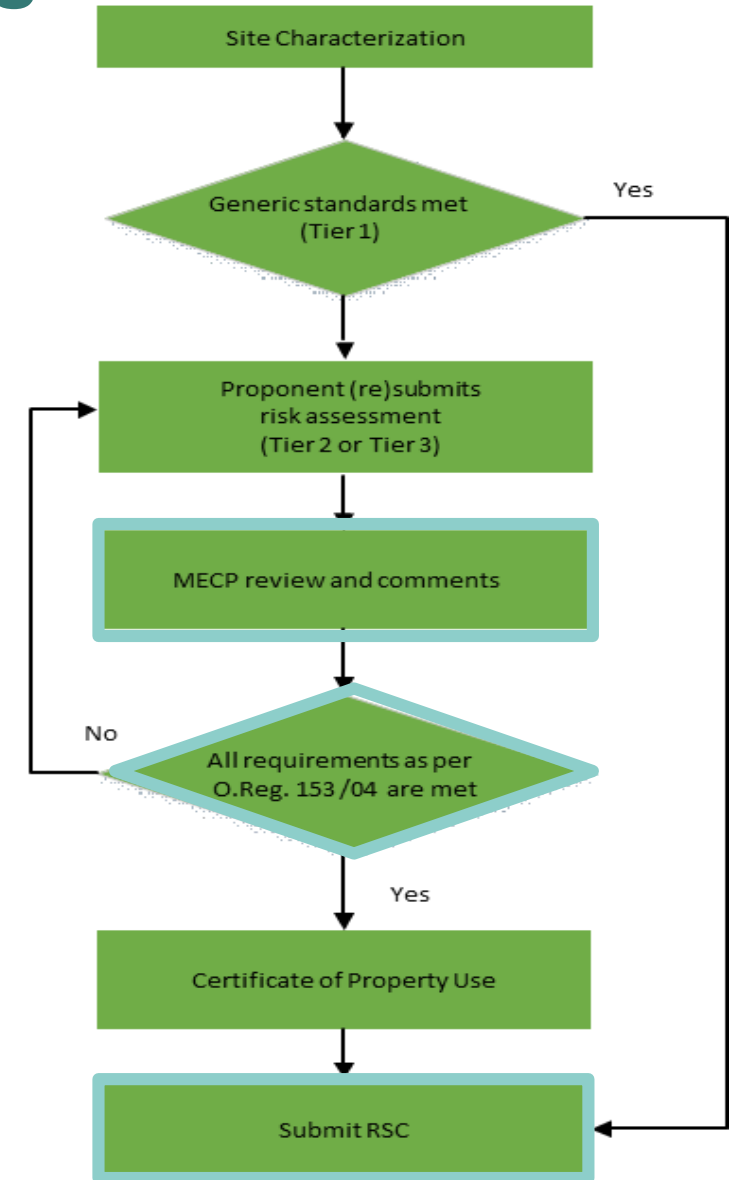 Site Characterization
Generic standards met
(Tier 1)
Yes
Proponent (re)submits
risk assessment
(Tier 2 or Tier 3)
MECP review and comments
No
All requirements as per
O.Reg. 153/04 are met
Yes
Certificate of Property Use
Submit RSC